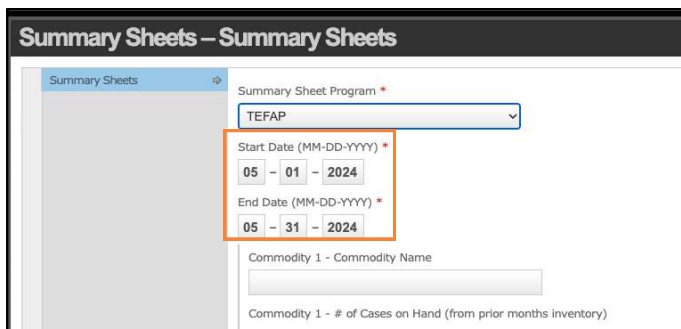 Summary Sheets – Summary Sheets
Summary Sheets
Summary Sheet Program *
TEFAP
Start Date (MM-DD-YYYY) *
05 – 01 – 2024
End Date (MM-DD-YYYY) *
05 – 31 – 2024
Commodity 1 - Commodity Name
Commodity 1 - # of Cases on Hand (from prior months inventory)